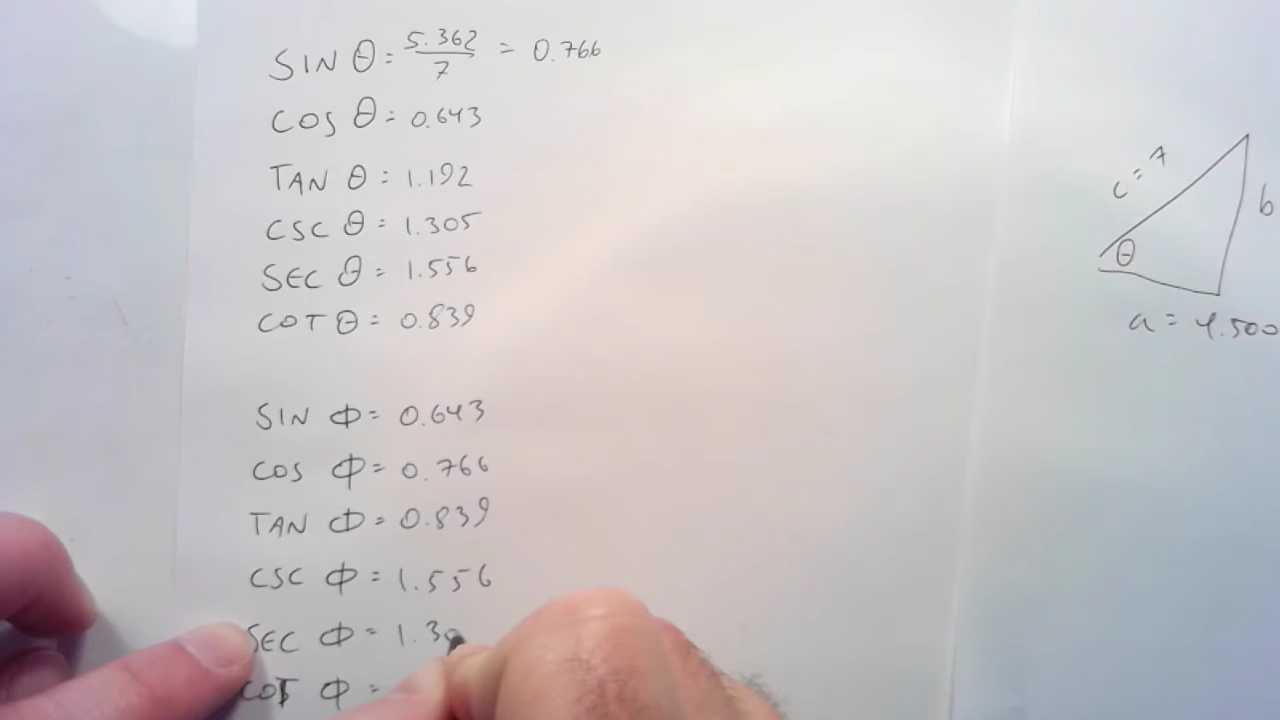 SIN θ = 5.362/7 = 0.766
COS θ = 0.643
TAN θ = 1.192
CSC θ = 1.305
SEC θ = 1.556
COT θ = 0.839
SIN Φ = 0.643
COS Φ = 0.766
TAN Φ = 0.839
CSC Φ = 1.556
SEC Φ = 1.3
COT Φ =
c = 7
b
θ
a = 4.500